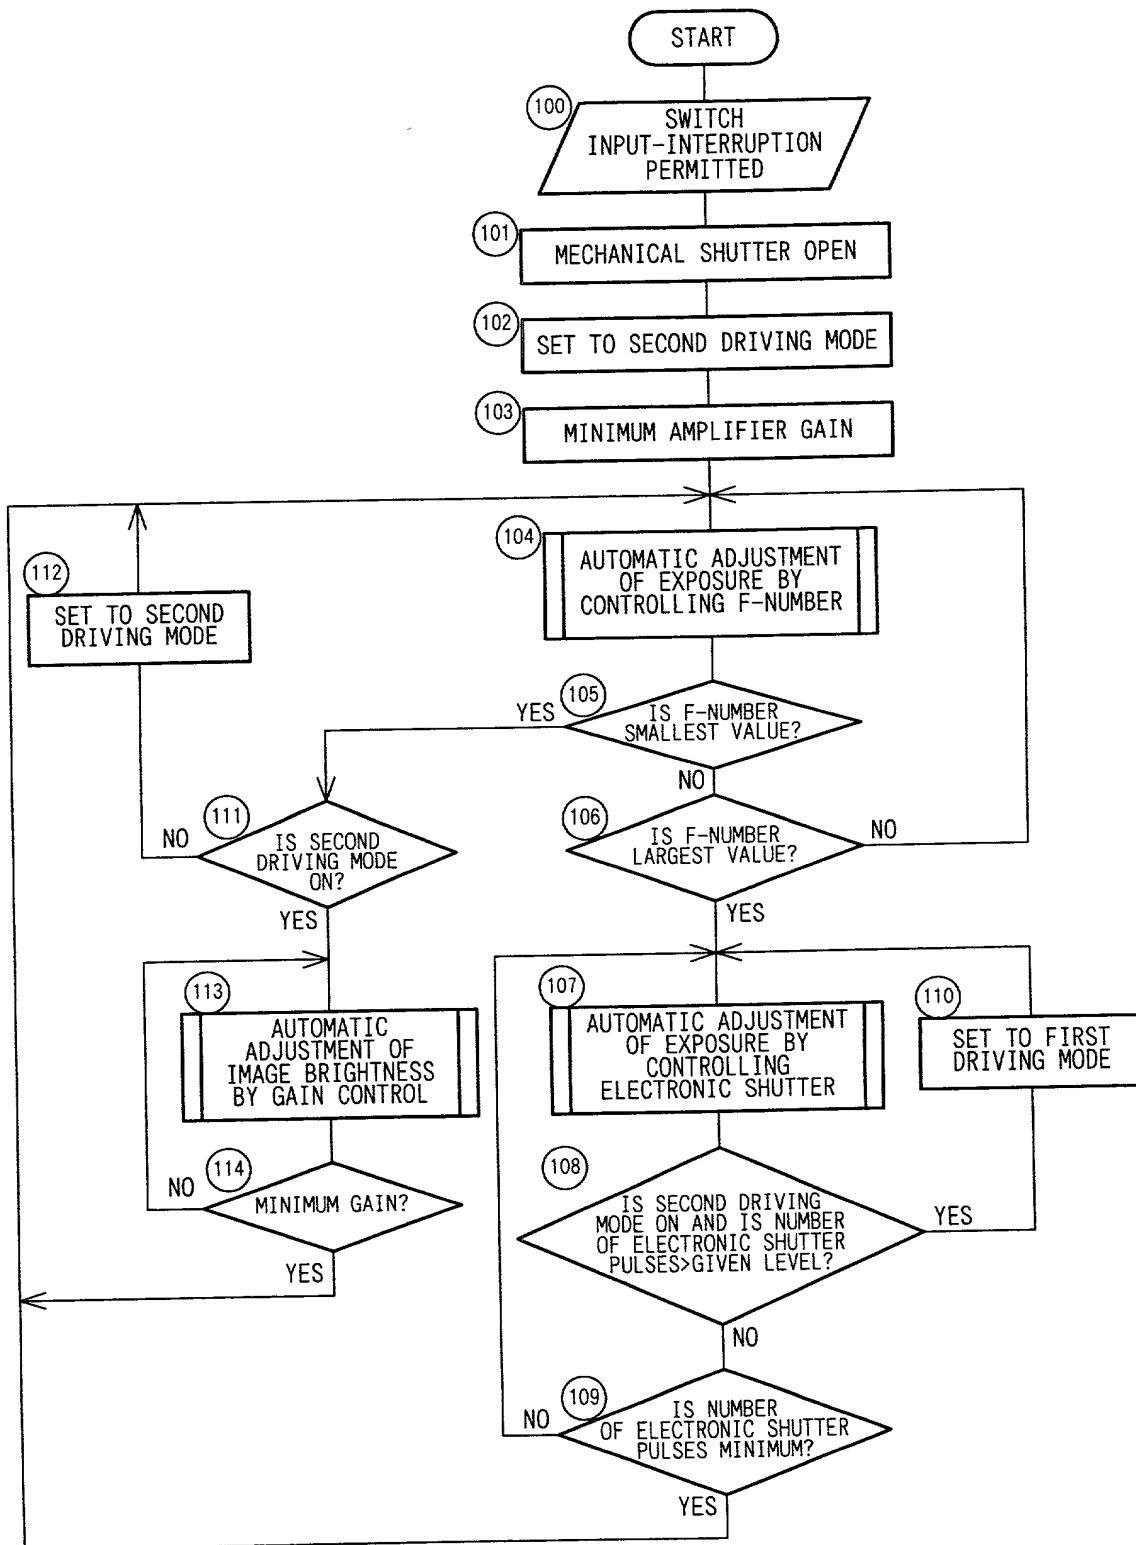 START
100
SWITCH
INPUT-INTERRUPTION
PERMITTED
101
MECHANICAL SHUTTER OPEN
102
SET TO SECOND DRIVING MODE
103
MINIMUM AMPLIFIER GAIN
104
AUTOMATIC ADJUSTMENT
OF EXPOSURE BY
CONTROLLING F-NUMBER
112
SET TO SECOND
DRIVING MODE
105
YES
IS F-NUMBER
SMALLEST VALUE?
NO
111
NO
IS SECOND
DRIVING MODE
ON?
YES
106
IS F-NUMBER
LARGEST VALUE?
NO
YES
113
AUTOMATIC
ADJUSTMENT OF
IMAGE BRIGHTNESS
BY GAIN CONTROL
107
AUTOMATIC ADJUSTMENT
OF EXPOSURE BY
CONTROLLING
ELECTRONIC SHUTTER
110
SET TO FIRST
DRIVING MODE
114
NO
MINIMUM GAIN?
YES
108
IS SECOND DRIVING
MODE ON AND IS NUMBER
OF ELECTRONIC SHUTTER
PULSES>GIVEN LEVEL?
YES
NO
109
NO
IS NUMBER
OF ELECTRONIC SHUTTER
PULSES MINIMUM?
YES